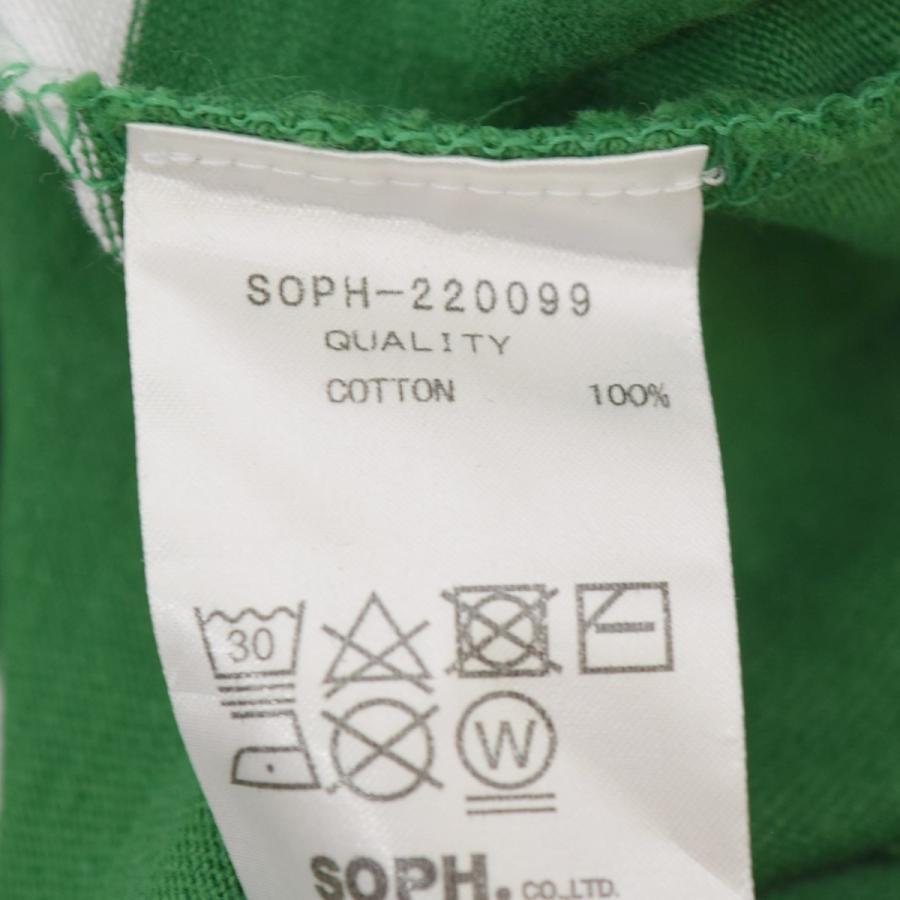 SOPH-220099
QUALITY
COTTON 100%
30
W
SOPH. CO.,LTD.